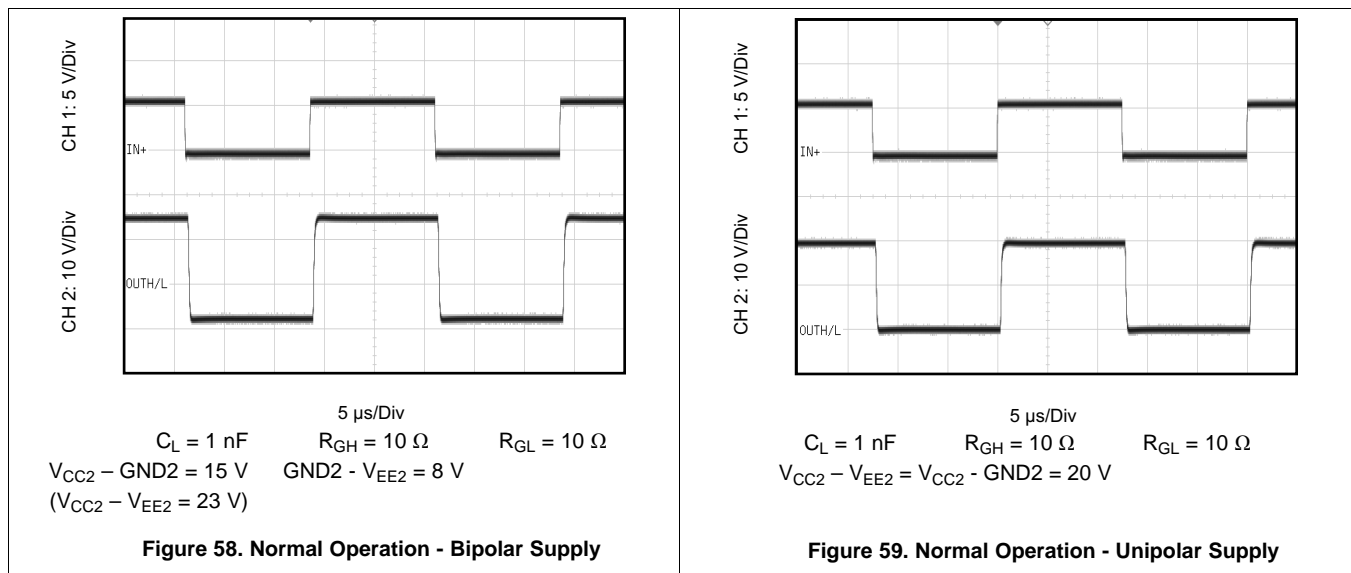 CH 1: 5 V/Div
IN+
CH 2: 10 V/Div
OUTH/L
5 µs/Div
C_L = 1 nF R_GH = 10 Ω R_GL = 10 Ω
V_CC2 – GND2 = 15 V GND2 - V_EE2 = 8 V
(V_CC2 – V_EE2 = 23 V)
Figure 58. Normal Operation - Bipolar Supply
CH 1: 5 V/Div
IN+
CH 2: 10 V/Div
OUTH/L
5 µs/Div
C_L = 1 nF R_GH = 10 Ω R_GL = 10 Ω
V_CC2 – V_EE2 = V_CC2 - GND2 = 20 V
Figure 59. Normal Operation - Unipolar Supply